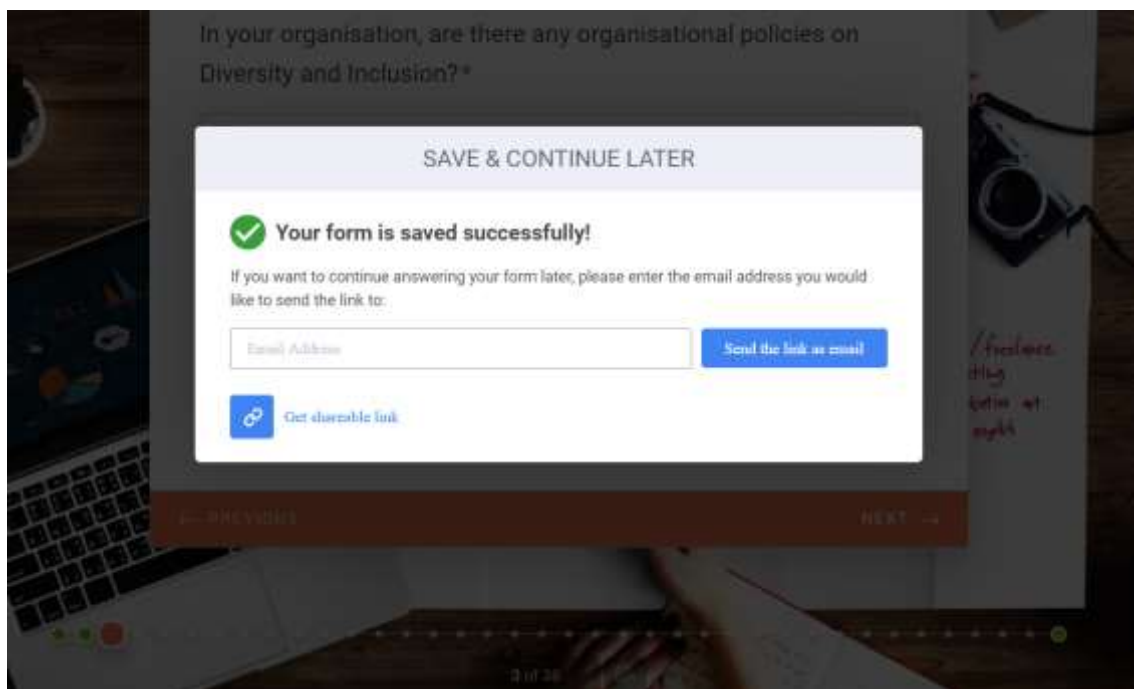 In your organisation, are there any organisational policies on
Diversity and Inclusion? *
SAVE & CONTINUE LATER
Your form is saved successfully!
If you want to continue answering your form later, please enter the email address you would
like to send the link to:
Email Address
Send the link as email
Get shareable link
/freelance
← PREVIOUS
NEXT →
3 of